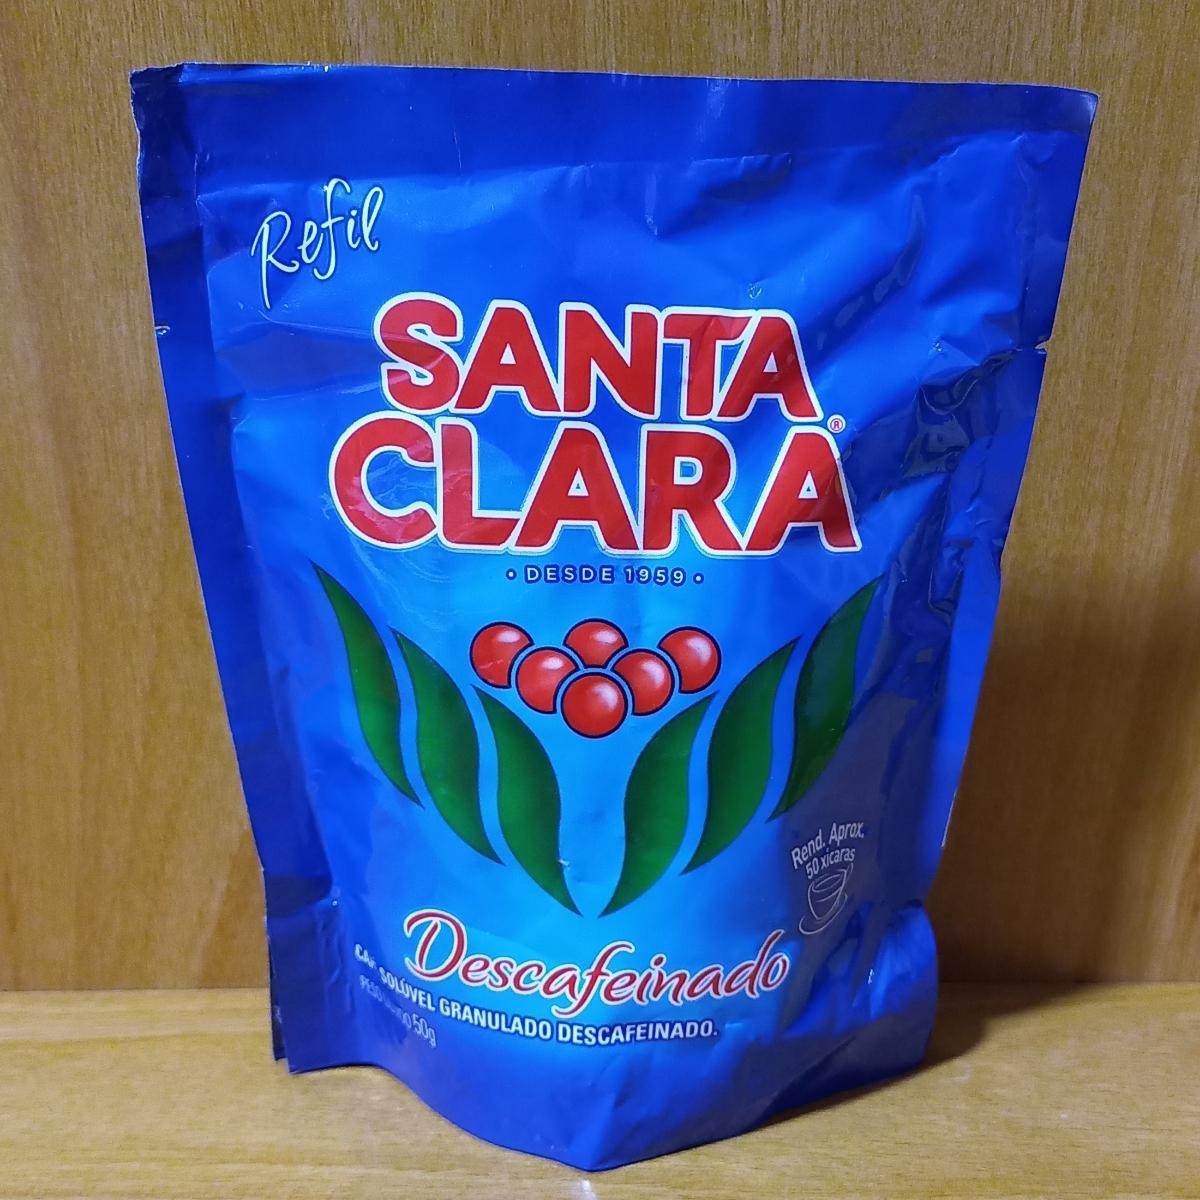 Refil
SANTA
CLARA®
• DESDE 1959 •
Rend. Aprox.
50 xícaras
Descafeinado
SOLÚVEL GRANULADO DESCAFEINADO.
50g